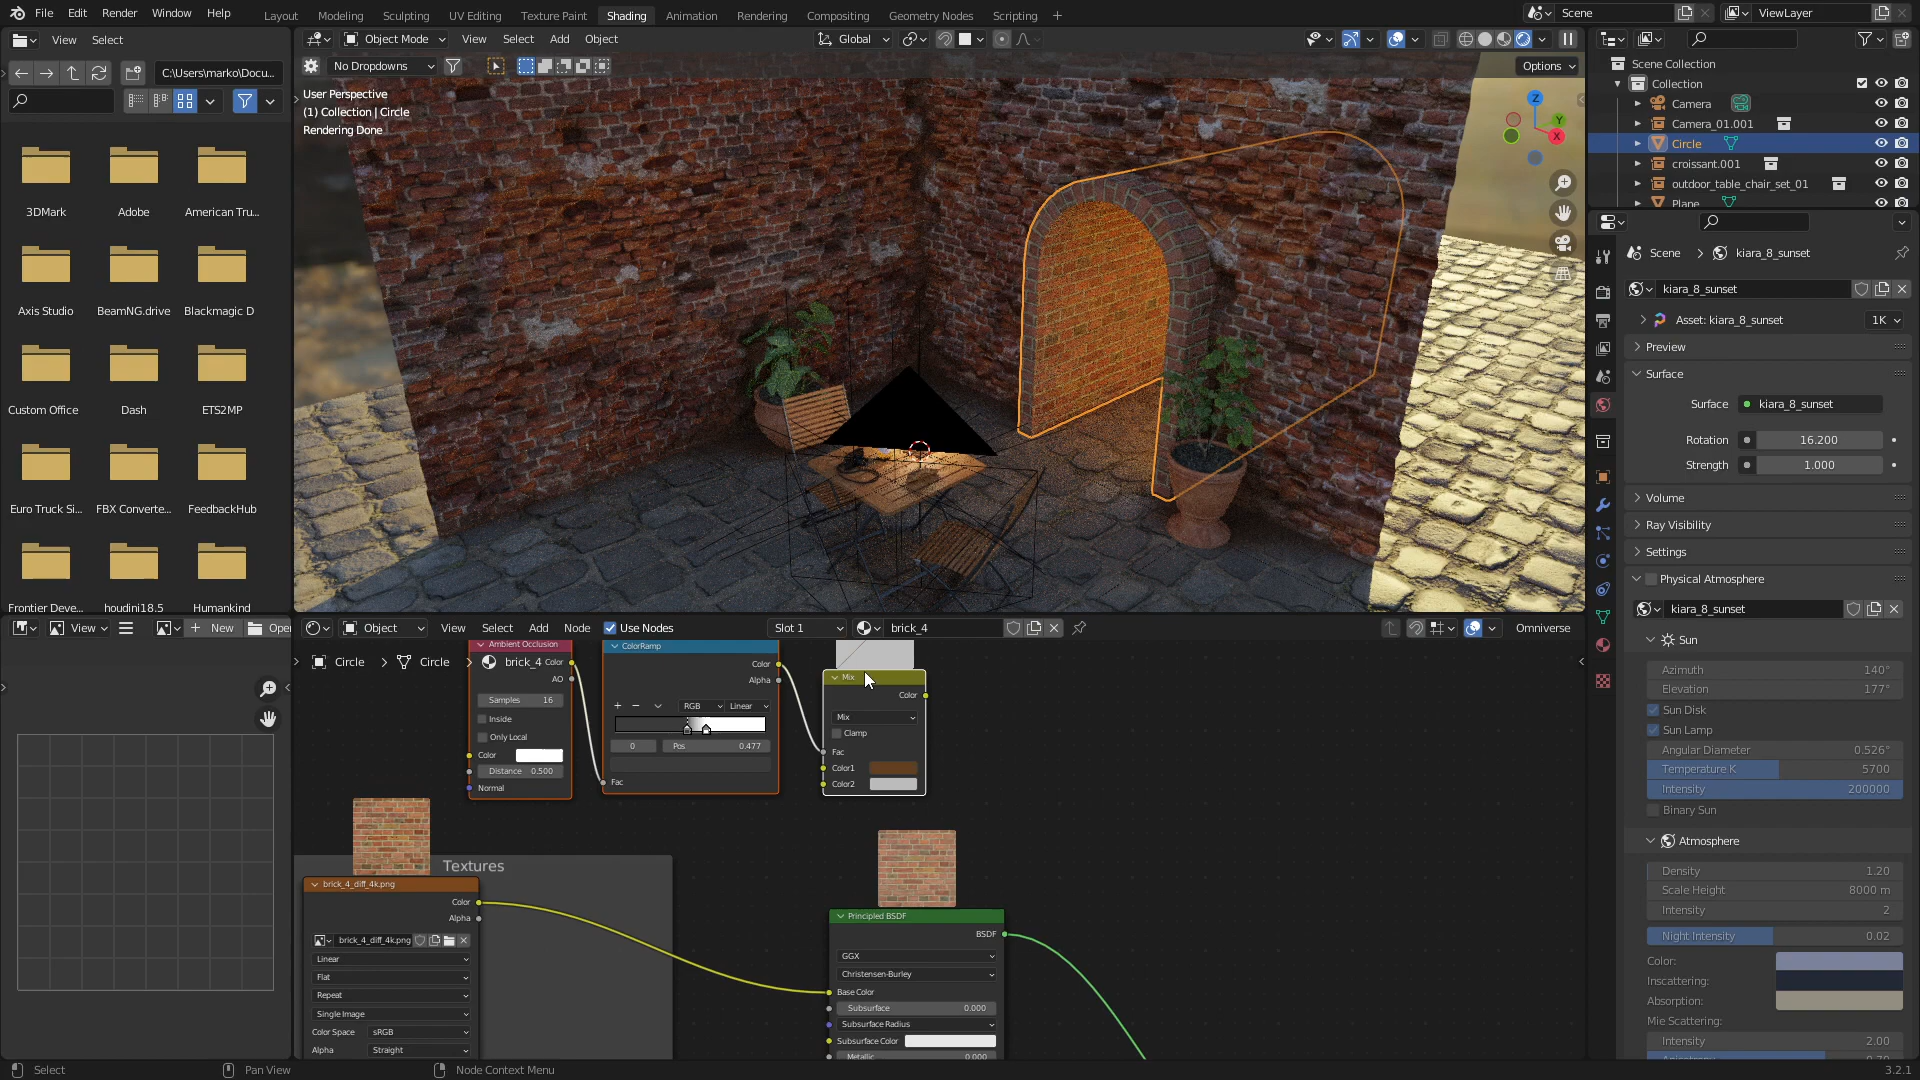 File Edit Render Window Help Layout Modeling Sculpting UV Editing Texture Paint Shading Animation Rendering Compositing Geometry Nodes Scripting + Scene ViewLayer
View Select
C:\Users\marko\Docu...
3DMark Adobe American Tru...
Axis Studio BeamNG.drive Blackmagic D
Custom Office Dash ETS2MP
Euro Truck Si... FBX Converte... FeedbackHub
Frontier Deve... houdini18.5 Humankind
Object Mode View Select Add Object Global
No Dropdowns Options
User Perspective
(1) Collection | Circle
Rendering Done
Z
Y
X
Scene Collection
Collection
Camera
Camera_01.001
Circle
croissant.001
outdoor_table_chair_set_01
Plane
Scene > kiara_8_sunset
kiara_8_sunset
Asset: kiara_8_sunset 1K
Preview
Surface
Surface kiara_8_sunset
Rotation 16.200
Strength 1.000
Volume
Ray Visibility
Settings
Physical Atmosphere
kiara_8_sunset
Sun
Azimuth 140°
Elevation 177°
Sun Disk
Sun Lamp
Angular Diameter 0.526°
Temperature K 5700
Intensity 200000
Binary Sun
Atmosphere
Density 1.20
Scale Height 8000 m
Intensity 2
Night Intensity 0.02
Color:
Inscattering:
Absorption:
Mie Scattering:
Intensity 2.00
View + New Open
Object View Select Add Node Use Nodes Slot 1 brick_4 Omniverse
Circle > Circle > brick_4
Ambient Occlusion
Color
AO
Samples 16
Inside
Only Local
Color
Distance 0.500
Normal
ColorRamp
Color
Alpha
+ − RGB Linear
0 Pos 0.477
Fac
Mix
Color
Mix
Clamp
Fac
Color1
Color2
Textures
brick_4_diff_4k.png
Color
Alpha
brick_4_diff_4k.png
Linear
Flat
Repeat
Single Image
Color Space sRGB
Alpha Straight
Principled BSDF
BSDF
GGX
Christensen-Burley
Base Color
Subsurface 0.000
Subsurface Radius
Subsurface Color
Metallic 0.000
Select Pan View Node Context Menu 3.2.1